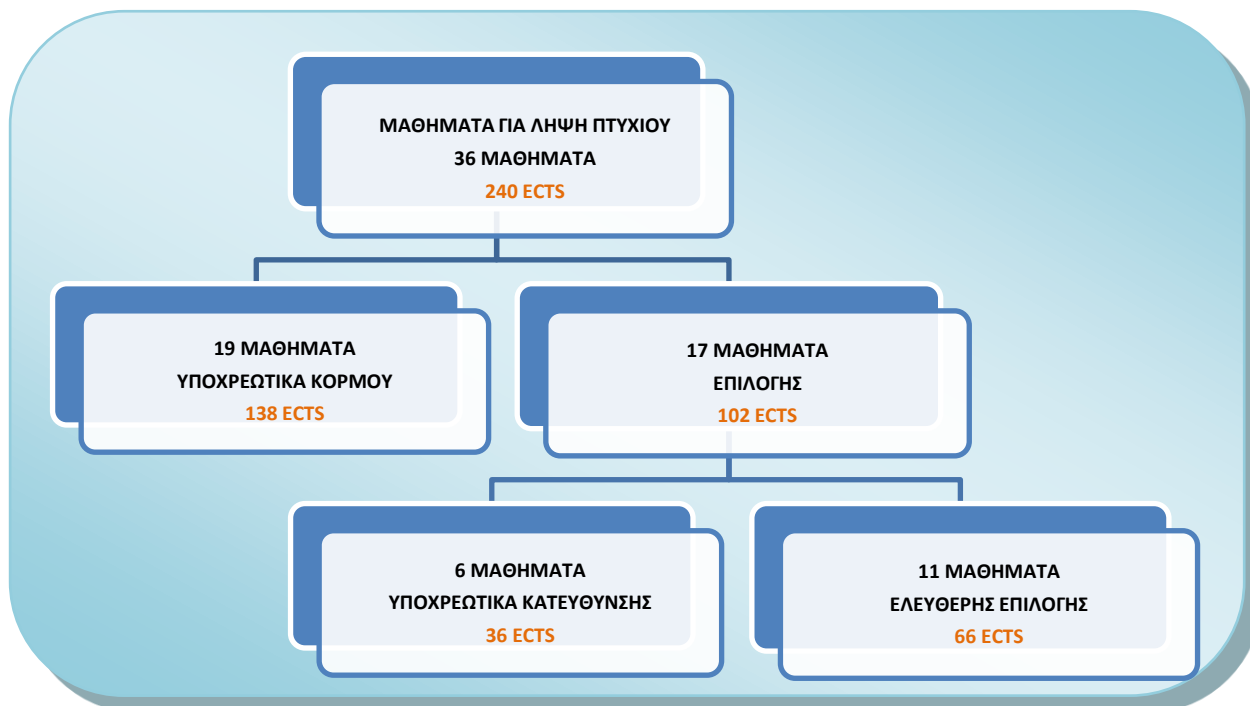 ΜΑΘΗΜΑΤΑ ΓΙΑ ΛΗΨΗ ΠΤΥΧΙΟΥ
36 ΜΑΘΗΜΑΤΑ
240 ECTS
19 ΜΑΘΗΜΑΤΑ
ΥΠΟΧΡΕΩΤΙΚΑ ΚΟΡΜΟΥ
138 ECTS
17 ΜΑΘΗΜΑΤΑ
ΕΠΙΛΟΓΗΣ
102 ECTS
6 ΜΑΘΗΜΑΤΑ
ΥΠΟΧΡΕΩΤΙΚΑ ΚΑΤΕΥΘΥΝΣΗΣ
36 ECTS
11 ΜΑΘΗΜΑΤΑ
ΕΛΕΥΘΕΡΗΣ ΕΠΙΛΟΓΗΣ
66 ECTS